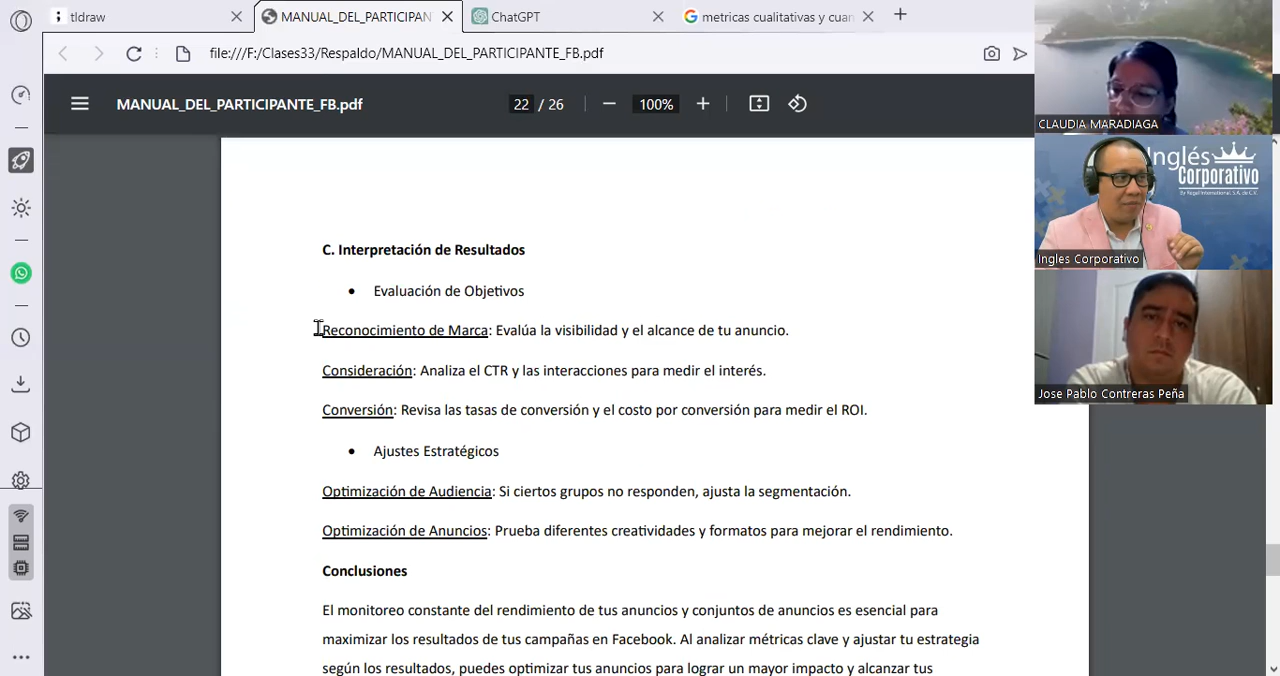 tldraw
MANUAL_DEL_PARTICIPAN
ChatGPT
metricas cualitativas y cuan
file:///F:/Clases33/Respaldo/MANUAL_DEL_PARTICIPANTE_FB.pdf
MANUAL_DEL_PARTICIPANTE_FB.pdf
22 / 26
100%
C. Interpretación de Resultados
• Evaluación de Objetivos
Reconocimiento de Marca: Evalúa la visibilidad y el alcance de tu anuncio.
Consideración: Analiza el CTR y las interacciones para medir el interés.
Conversión: Revisa las tasas de conversión y el costo por conversión para medir el ROI.
• Ajustes Estratégicos
Optimización de Audiencia: Si ciertos grupos no responden, ajusta la segmentación.
Optimización de Anuncios: Prueba diferentes creatividades y formatos para mejorar el rendimiento.
Conclusiones
El monitoreo constante del rendimiento de tus anuncios y conjuntos de anuncios es esencial para
maximizar los resultados de tus campañas en Facebook. Al analizar métricas clave y ajustar tu estrategia
según los resultados, puedes optimizar tus anuncios para lograr un mayor impacto y alcanzar tus
CLAUDIA MARADIAGA
Inglés
Corporativo
By Regal International, S.A. de C.V.
Ingles Corporativo
Jose Pablo Contreras Peña